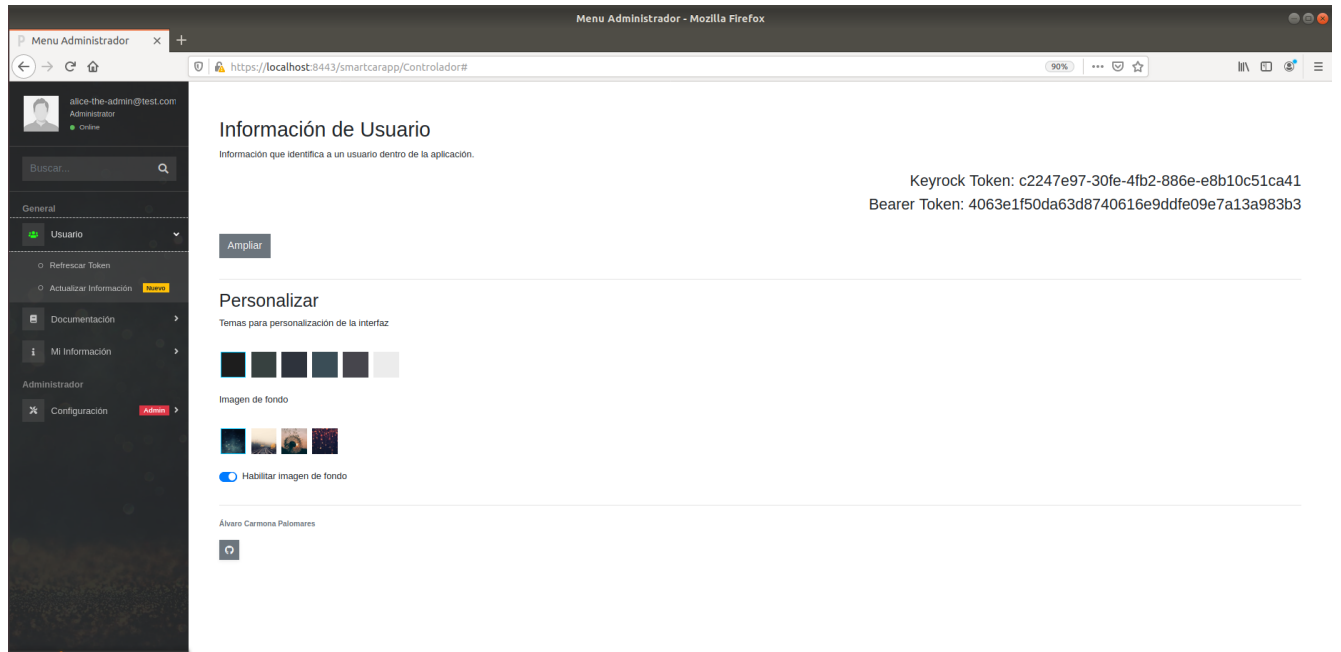 Menu Administrador - Mozilla Firefox
Menu Administrador
https://localhost:8443/smartcarapp/Controlador#
90%
alice-the-admin@test.com
Administrator
Online
Buscar...
General
Usuario
Refrescar Token
Actualizar Información Nuevo
Documentación
Mi Información
Administrador
Configuración Admin
Información de Usuario
Información que identifica a un usuario dentro de la aplicación.
Keyrock Token: c2247e97-30fe-4fb2-886e-e8b10c51ca41
Bearer Token: 4063e1f50da63d8740616e9ddfe09e7a13a983b3
Ampliar
Personalizar
Temas para personalización de la interfaz
Imagen de fondo
Habilitar imagen de fondo
Álvaro Carmona Palomares